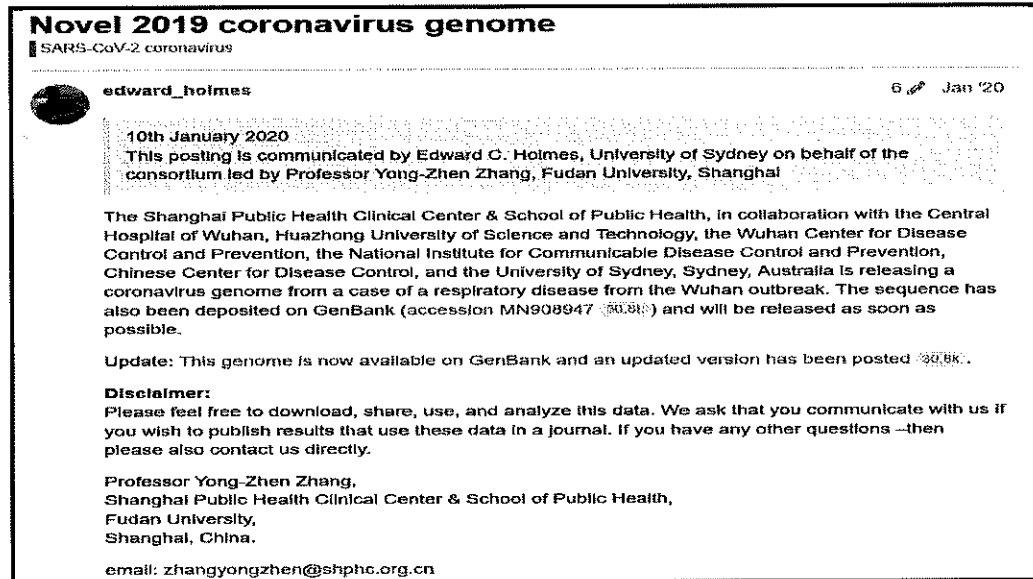 Novel 2019 coronavirus genome
SARS-CoV-2 coronavirus
edward_holmes
6 Jan '20
10th January 2020
This posting is communicated by Edward C. Holmes, University of Sydney on behalf of the
consortium led by Professor Yong-Zhen Zhang, Fudan University, Shanghai
The Shanghai Public Health Clinical Center & School of Public Health, in collaboration with the Central
Hospital of Wuhan, Huazhong University of Science and Technology, the Wuhan Center for Disease
Control and Prevention, the National Institute for Communicable Disease Control and Prevention,
Chinese Center for Disease Control, and the University of Sydney, Sydney, Australia is releasing a
coronavirus genome from a case of a respiratory disease from the Wuhan outbreak. The sequence has
also been deposited on GenBank (accession MN908947 ) and will be released as soon as
possible.
Update: This genome is now available on GenBank and an updated version has been posted .
Disclaimer:
Please feel free to download, share, use, and analyze this data. We ask that you communicate with us if
you wish to publish results that use these data in a journal. If you have any other questions –then
please also contact us directly.
Professor Yong-Zhen Zhang,
Shanghai Public Health Clinical Center & School of Public Health,
Fudan University,
Shanghai, China.
email: zhangyongzhen@shphc.org.cn